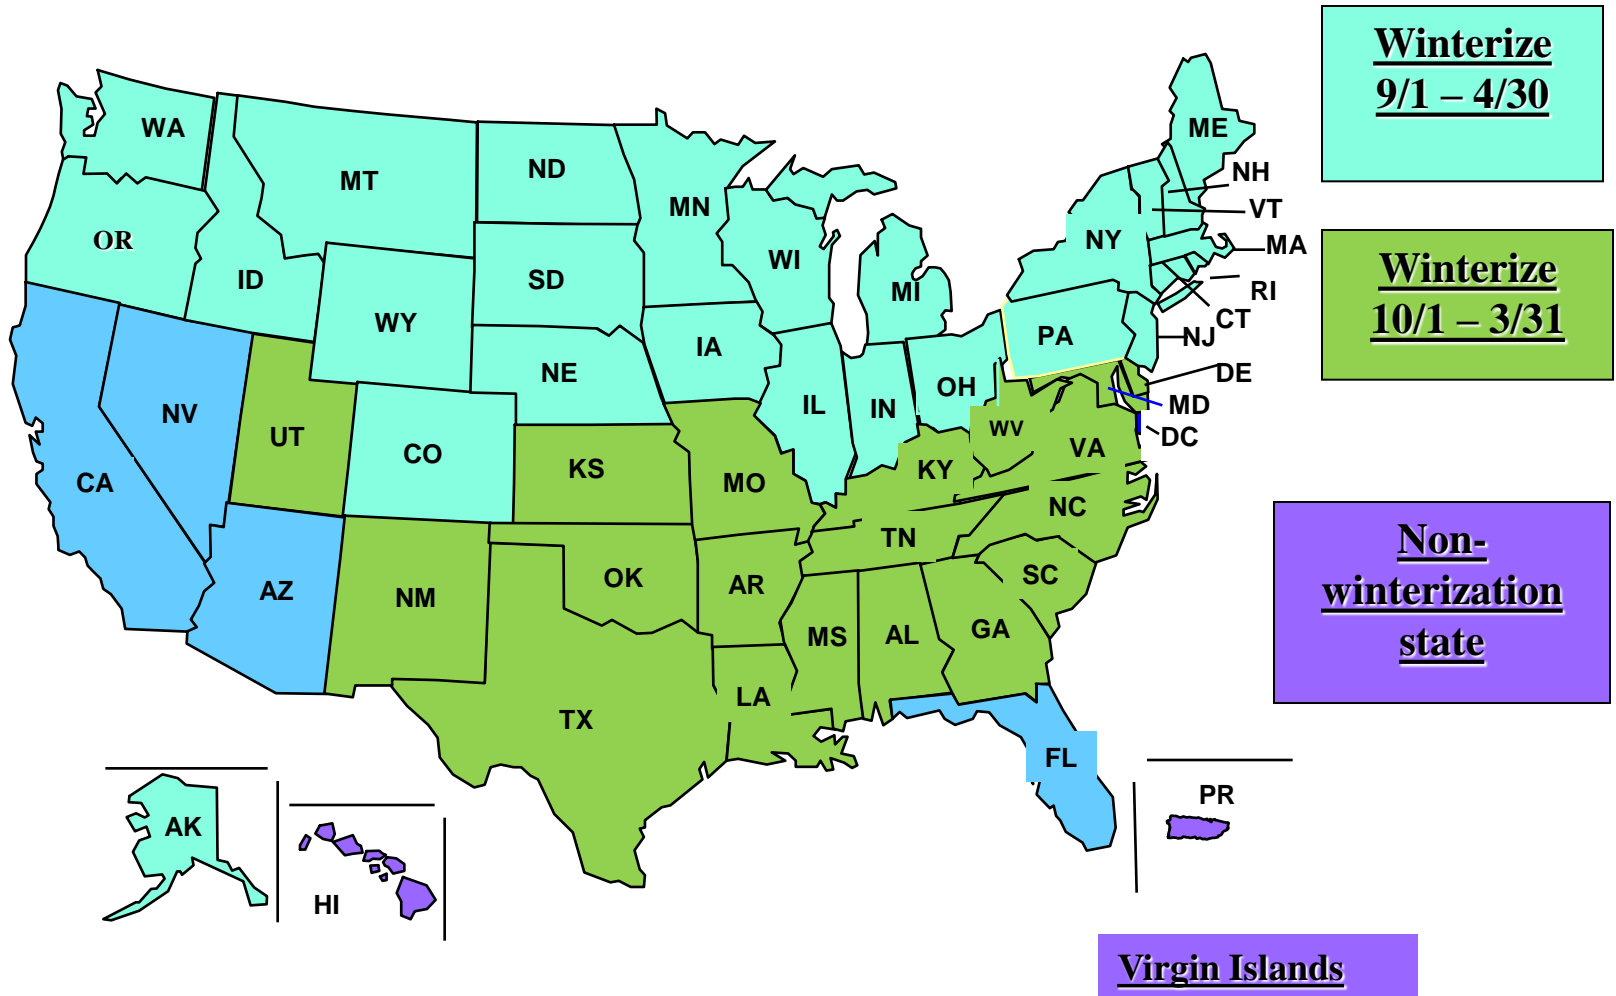 Winterize
9/1 – 4/30
WA
ME
MT
ND
NH
MN
VT
OR
NY
MA
WI
ID
SD
MI
RI
Winterize
10/1 – 3/31
WY
CT
PA
NJ
IA
NE
OH
DE
NV
IL
IN
MD
UT
WV
DC
CO
VA
KS
KY
CA
MO
NC
TN
Non-
winterization
state
OK
AR
SC
AZ
NM
MS
AL
GA
LA
TX
FL
PR
AK
HI
Virgin Islands